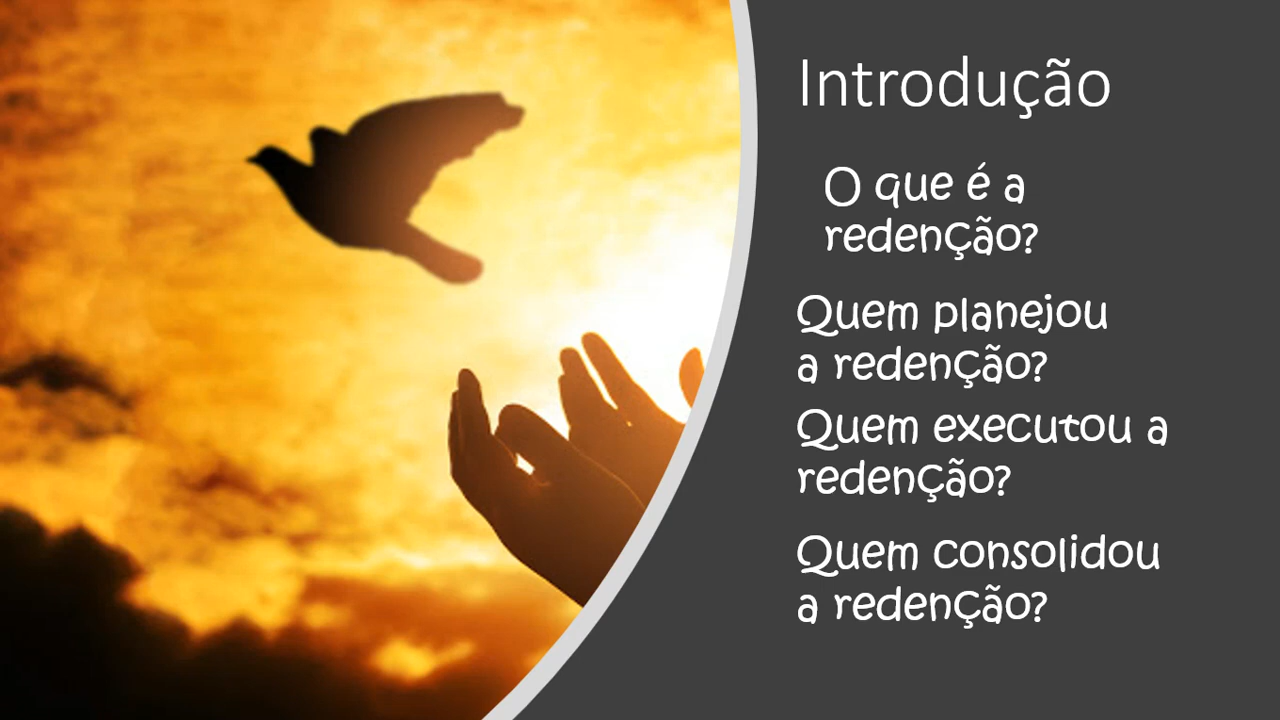 Introdução
O que é a
redenção?
Quem planejou
a redenção?
Quem executou a
redenção?
Quem consolidou
a redenção?